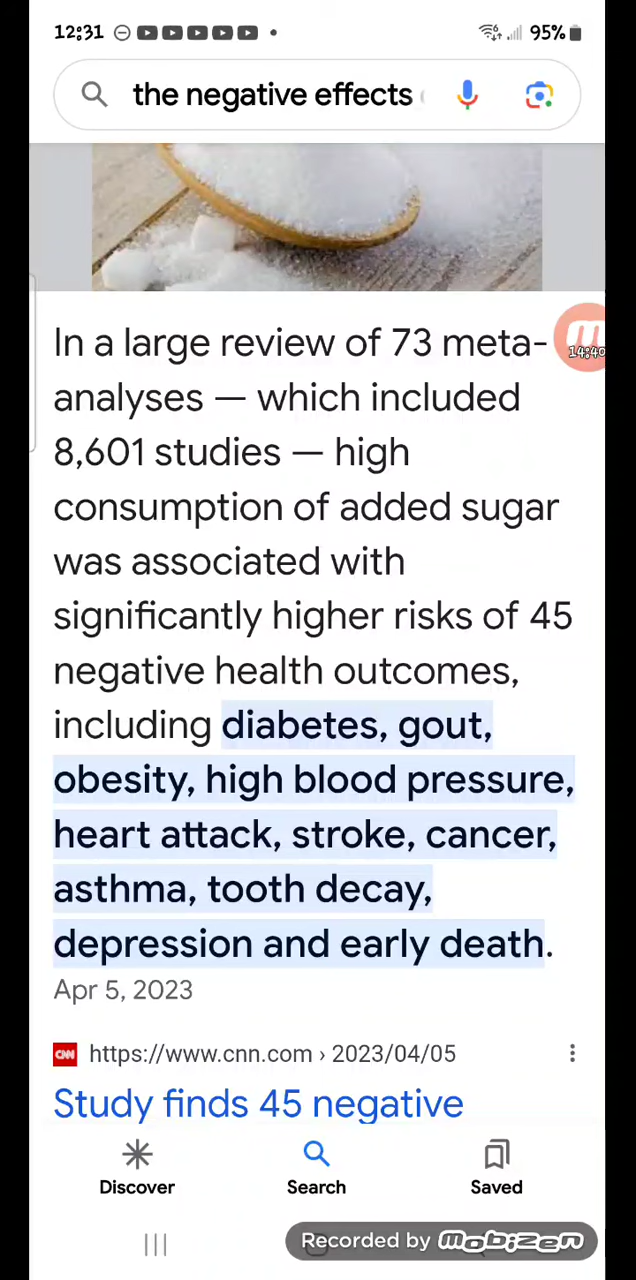 12:31 95%
the negative effects
In a large review of 73 meta-
14:40
analyses — which included
8,601 studies — high
consumption of added sugar
was associated with
significantly higher risks of 45
negative health outcomes,
including diabetes, gout,
obesity, high blood pressure,
heart attack, stroke, cancer,
asthma, tooth decay,
depression and early death.
Apr 5, 2023
CNN https://www.cnn.com › 2023/04/05
Study finds 45 negative
Discover Search Saved
Recorded by mobizen